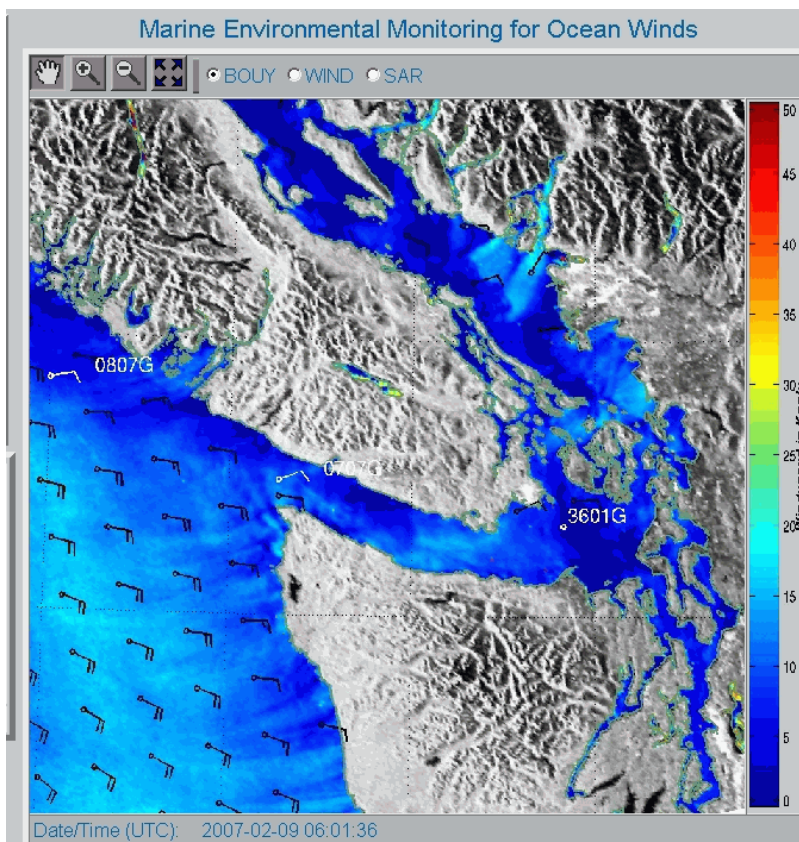 Marine Environmental Monitoring for Ocean Winds
BOUY WIND SAR
50
45
40
35
30
25
20
15
10
5
0
0807G
0707G
3601G
Date/Time (UTC): 2007-02-09 06:01:36